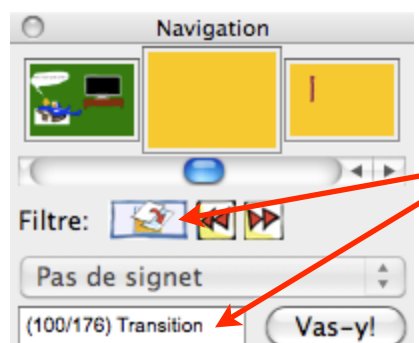 Navigation
Filtre:
Pas de signet
(100/176) Transition
Vas-y!